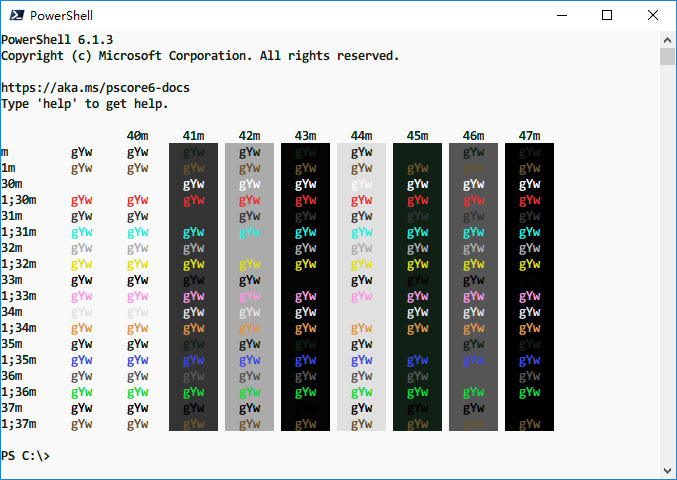 PowerShell
PowerShell 6.1.3
Copyright (c) Microsoft Corporation. All rights reserved.
https://aka.ms/pscore6-docs
Type 'help' to get help.
40m 41m 42m 43m 44m 45m 46m 47m
m gYw gYw gYw gYw gYw gYw gYw gYw
1m gYw gYw gYw gYw gYw gYw gYw gYw gYw
30m gYw gYw gYw gYw gYw gYw gYw
1;30m gYw gYw gYw gYw gYw gYw gYw gYw gYw
31m gYw gYw gYw gYw gYw gYw gYw gYw
1;31m gYw gYw gYw gYw gYw gYw gYw gYw gYw
32m gYw gYw gYw gYw gYw gYw gYw gYw
1;32m gYw gYw gYw gYw gYw gYw gYw gYw gYw
33m gYw gYw gYw gYw gYw gYw gYw gYw
1;33m gYw gYw gYw gYw gYw gYw gYw gYw gYw
34m gYw gYw gYw gYw gYw gYw gYw gYw
1;34m gYw gYw gYw gYw gYw gYw gYw gYw gYw
35m gYw gYw gYw gYw gYw gYw gYw gYw
1;35m gYw gYw gYw gYw gYw gYw gYw gYw gYw
36m gYw gYw gYw gYw gYw gYw gYw gYw
1;36m gYw gYw gYw gYw gYw gYw gYw gYw gYw
37m gYw gYw gYw gYw gYw gYw gYw gYw
1;37m gYw gYw gYw gYw gYw gYw gYw gYw gYw
PS C:\>